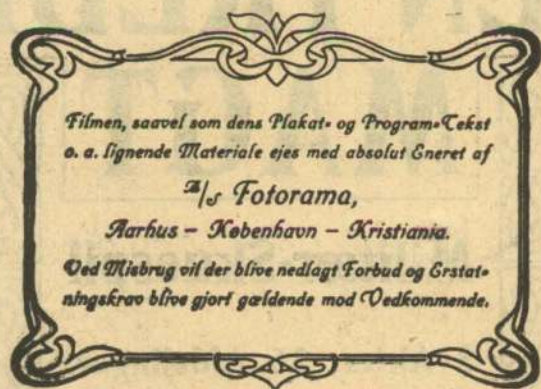 Filmen, saavel som dens Plakat- og Program-Tekst
o. a. lignende Materiale ejes med absolut Eneret af
A/s Fotorama,
Aarhus – København – Kristiania.
Ved Misbrug vil der blive nedlagt Forbud og Erstat-
ningskrav blive gjort gældende mod Vedkommende.